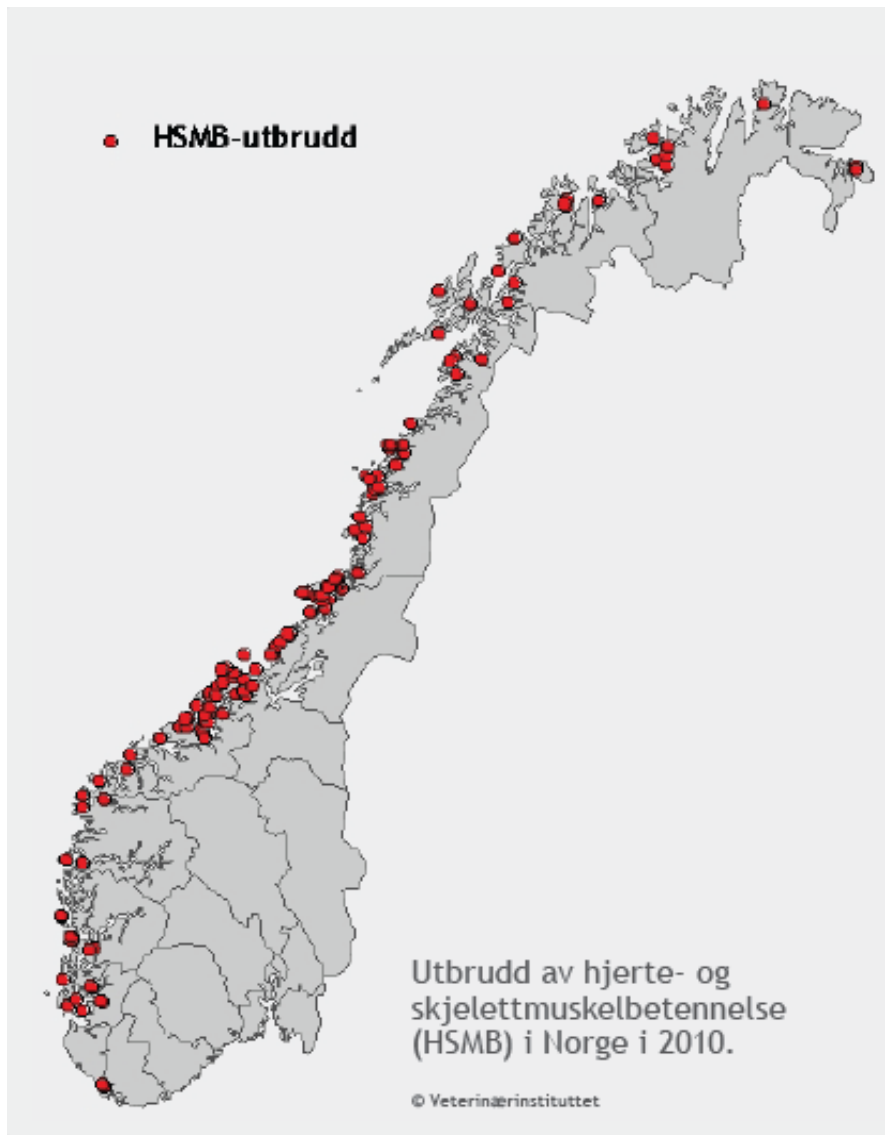 HSMB-utbrudd
Utbrudd av hjerte- og
skjelettmuskelbetennelse
(HSMB) i Norge i 2010.
© Veterinærinstituttet